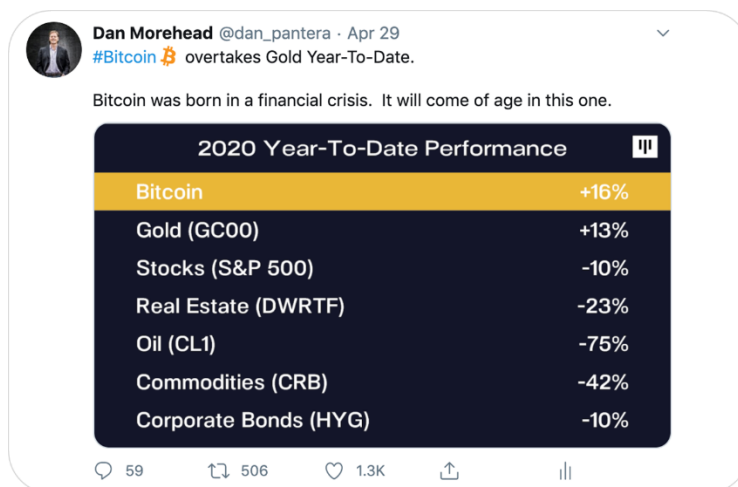 Dan Morehead @dan_pantera · Apr 29
#Bitcoin overtakes Gold Year-To-Date.
Bitcoin was born in a financial crisis. It will come of age in this one.
2020 Year-To-Date Performance
Bitcoin +16%
Gold (GC00) +13%
Stocks (S&P 500) -10%
Real Estate (DWRTF) -23%
Oil (CL1) -75%
Commodities (CRB) -42%
Corporate Bonds (HYG) -10%
59 506 1.3K